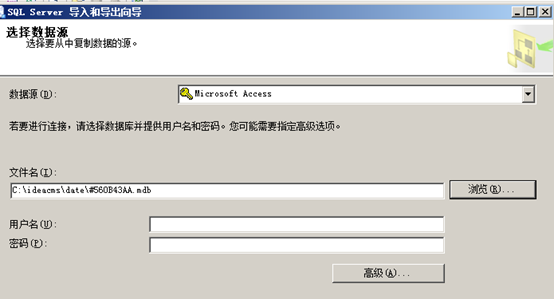 SQL Server 导入和导出向导
选择数据源
选择要从中复制数据的源。
数据源(D):
Microsoft Access
若要进行连接，请选择数据库并提供用户名和密码。您可能需要指定高级选项。
文件名(I):
C:\ideacms\date\#560B43AA.mdb
浏览(R)...
用户名(U):
密码(P):
高级(A)...